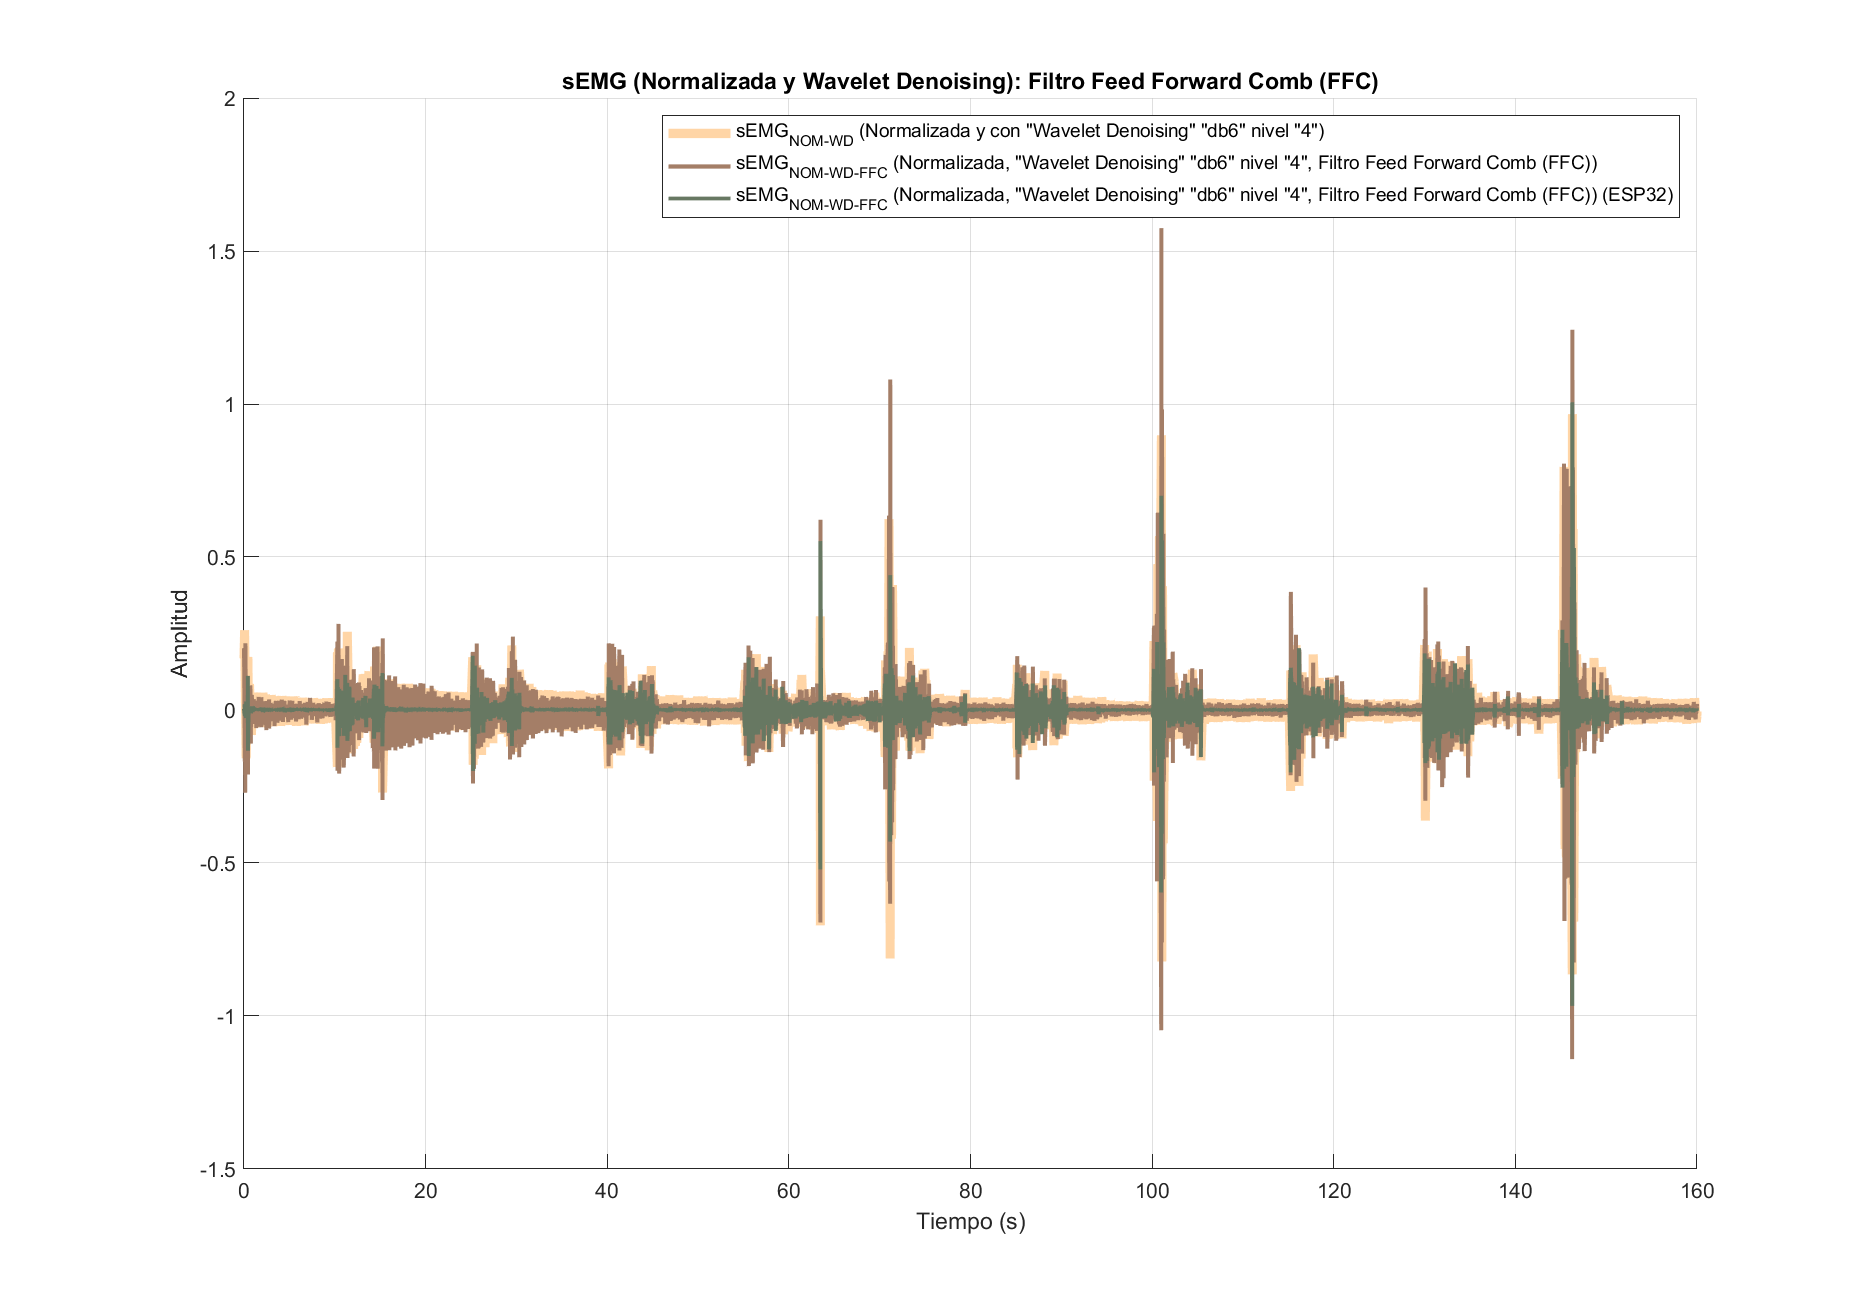 sEMG (Normalizada y Wavelet Denoising): Filtro Feed Forward Comb (FFC)
sEMG_NOM-WD (Normalizada y con "Wavelet Denoising" "db6" nivel "4")
sEMG_NOM-WD-FFC (Normalizada, "Wavelet Denoising" "db6" nivel "4", Filtro Feed Forward Comb (FFC))
sEMG_NOM-WD-FFC (Normalizada, "Wavelet Denoising" "db6" nivel "4", Filtro Feed Forward Comb (FFC)) (ESP32)
2
1.5
1
0.5
0
-0.5
-1
-1.5
Amplitud
0 20 40 60 80 100 120 140 160
Tiempo (s)